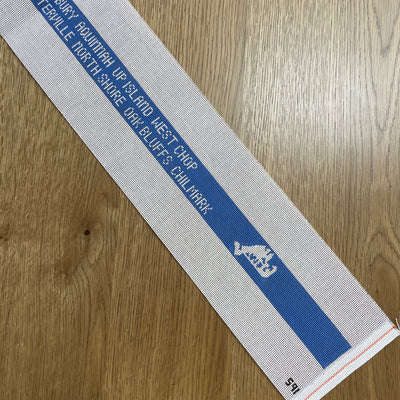 BURY AQUINNAH UP ISLAND WEST CHOP
TERVILLE NORTH SHORE OAK BLUFFS CHILMARK